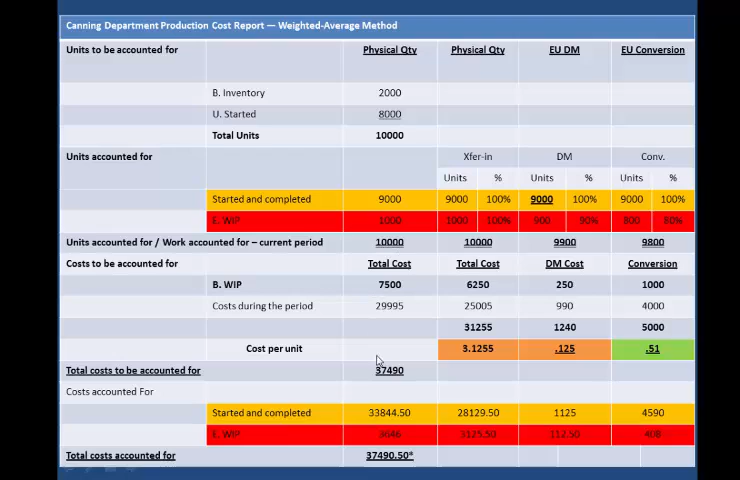 Canning Department Production Cost Report — Weighted-Average Method
Units to be accounted for Physical Qty Physical Qty EU DM EU Conversion
B. Inventory 2000
U. Started 8000
Total Units 10000
Units accounted for Xfer-in DM Conv.
Units % Units % Units %
Started and completed 9000 9000 100% 9000 100% 9000 100%
E. WIP 1000 1000 100% 900 90% 800 80%
Units accounted for / Work accounted for – current period 10000 10000 9900 9800
Costs to be accounted for Total Cost Total Cost DM Cost Conversion
B. WIP 7500 6250 250 1000
Costs during the period 29995 25005 990 4000
31255 1240 5000
Cost per unit 3.1255 .125 .51
Total costs to be accounted for 37490
Costs accounted For
Started and completed 33844.50 28129.50 1125 4590
E. WIP 3646 3125.50 112.50 408
Total costs accounted for 37490.50*